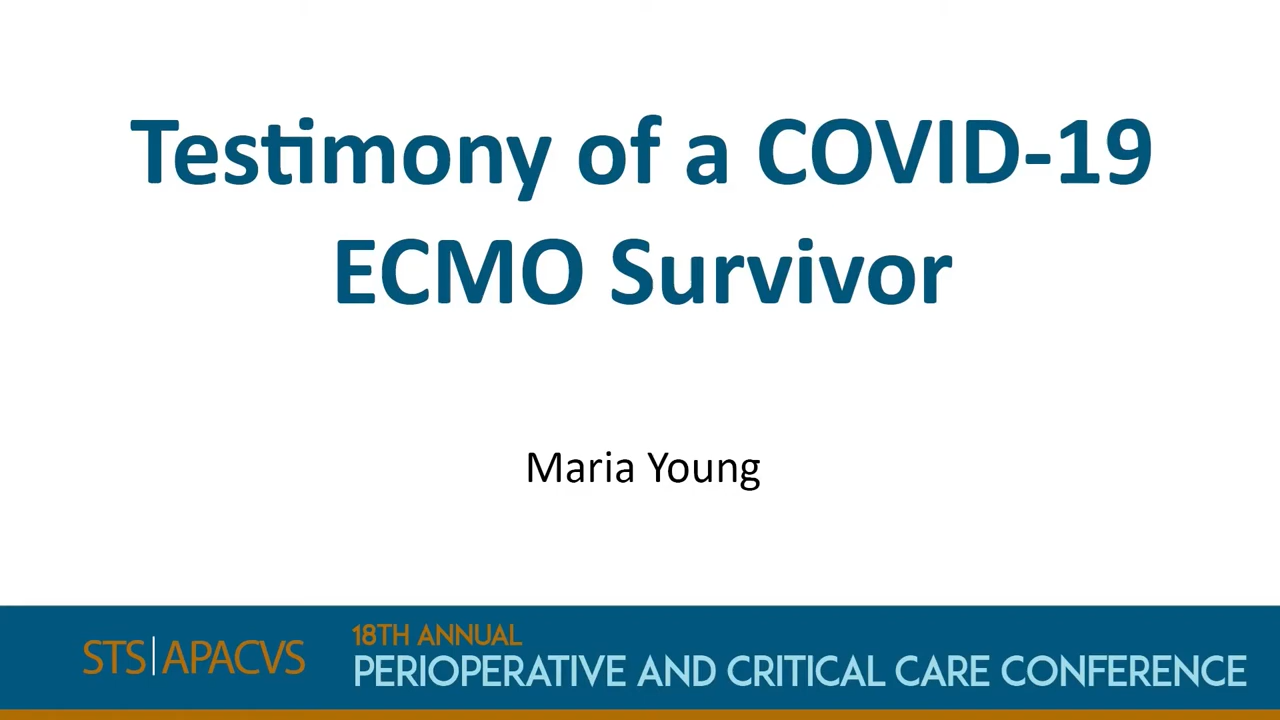 Testimony of a COVID-19
ECMO Survivor
Maria Young
STS|APACVS
18TH ANNUAL
PERIOPERATIVE AND CRITICAL CARE CONFERENCE